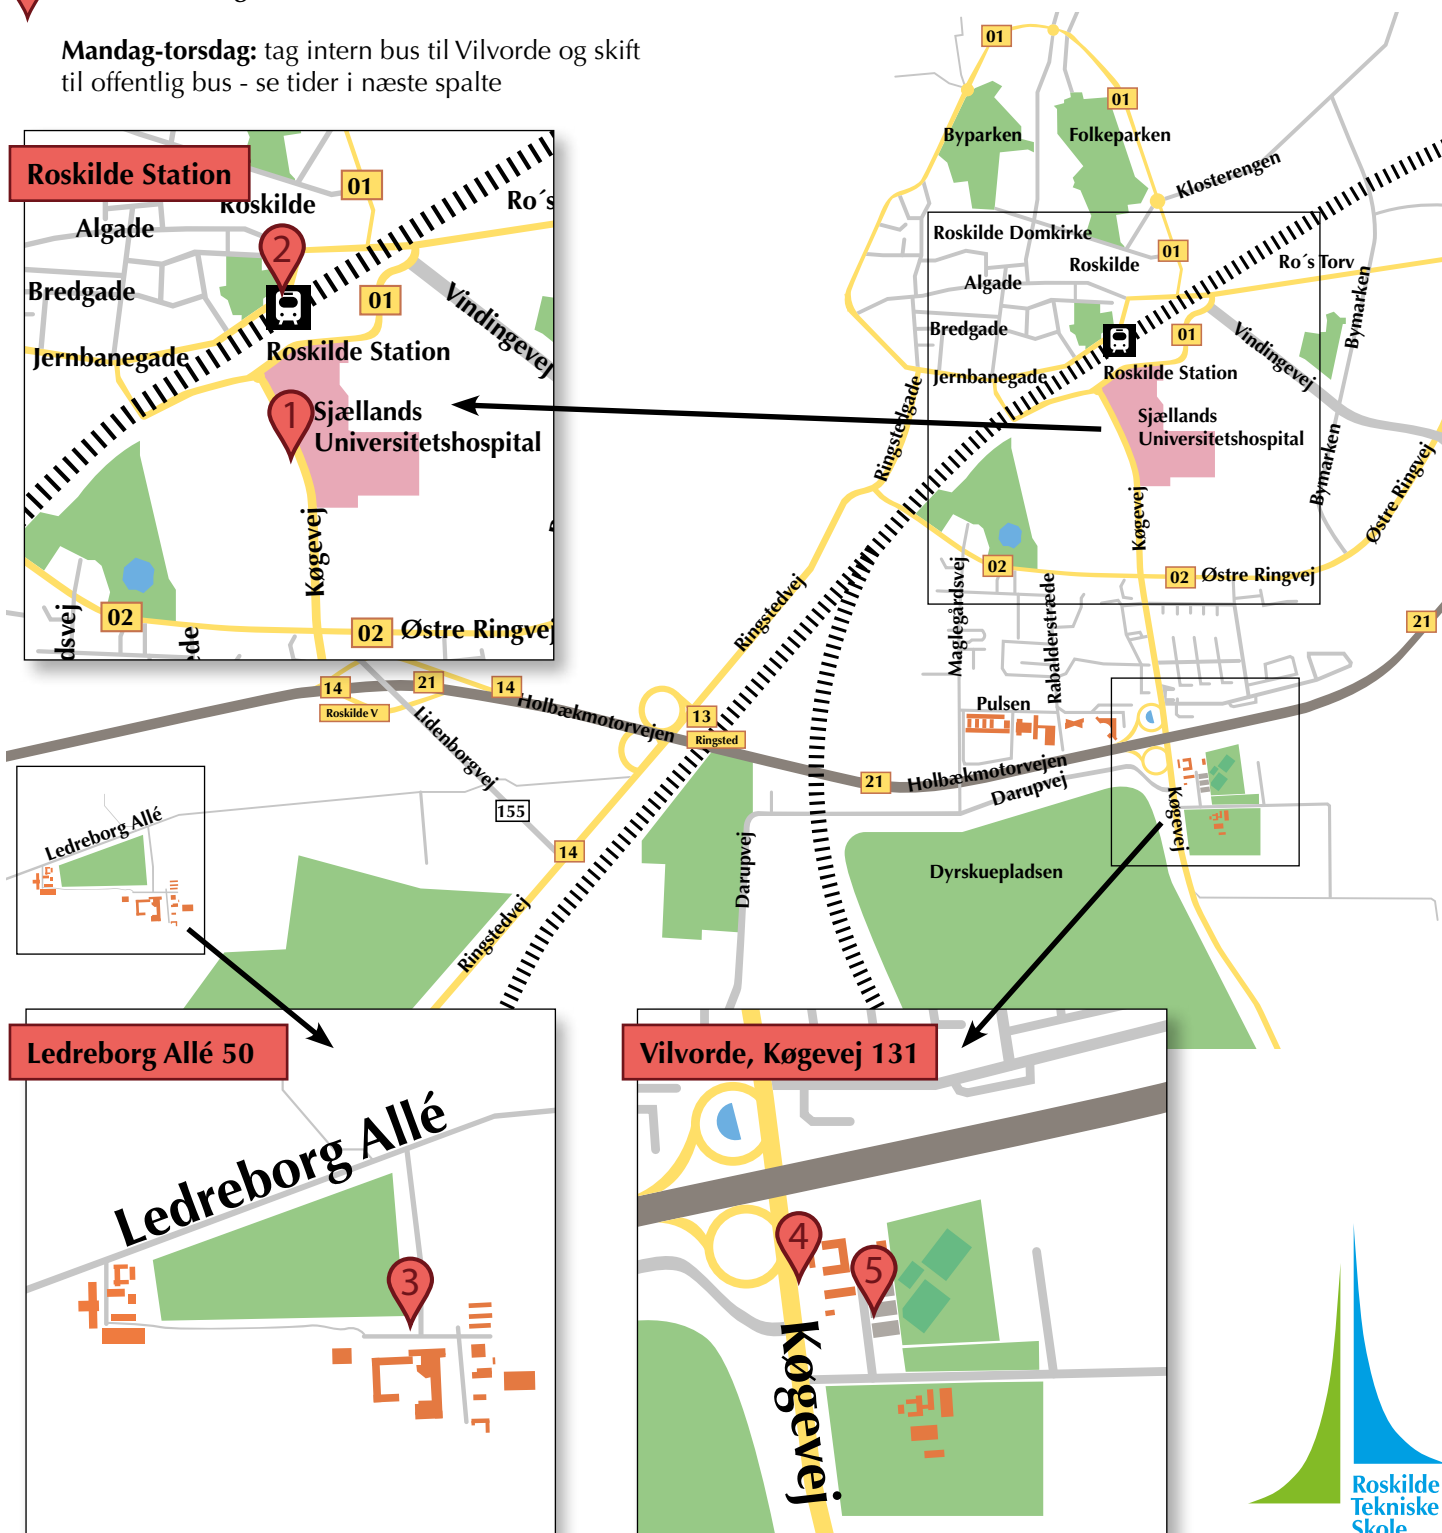 Mandag-torsdag: tag intern bus til Vilvorde og skift
til offentlig bus - se tider i næste spalte
Roskilde Station
Roskilde
01
Ro´s
Algade
2
Bredgade
01
Vindingevej
Jernbanegade
Roskilde Station
1
Sjællands
Universitetshospital
Køgevej
dsvej
02
ede
02
Østre Ringvej
01
01
Byparken
Folkeparken
Klosterengen
Roskilde Domkirke
01
Roskilde
Ro´s Torv
Algade
Bymarken
Bredgade
01
Vindingevej
Jernbanegade
Roskilde Station
Ringstedgade
Sjællands
Universitetshospital
Bymarken
Østre Ringvej
Køgevej
02
02
Østre Ringvej
Maglegårdsvej
Rabalderstræde
21
Ringstedvej
14
21
14
Roskilde V
Holbækmotorvejen
Lidenborgvej
13
Ringsted
Pulsen
21
Holbækmotorvejen
Darupvej
155
Køgevej
Ledreborg Allé
14
Darupvej
Dyrskuepladsen
Ringstedvej
Ledreborg Allé 50
Ledreborg Allé
3
Vilvorde, Køgevej 131
4
5
Køgevej
Roskilde
Tekniske
Skole